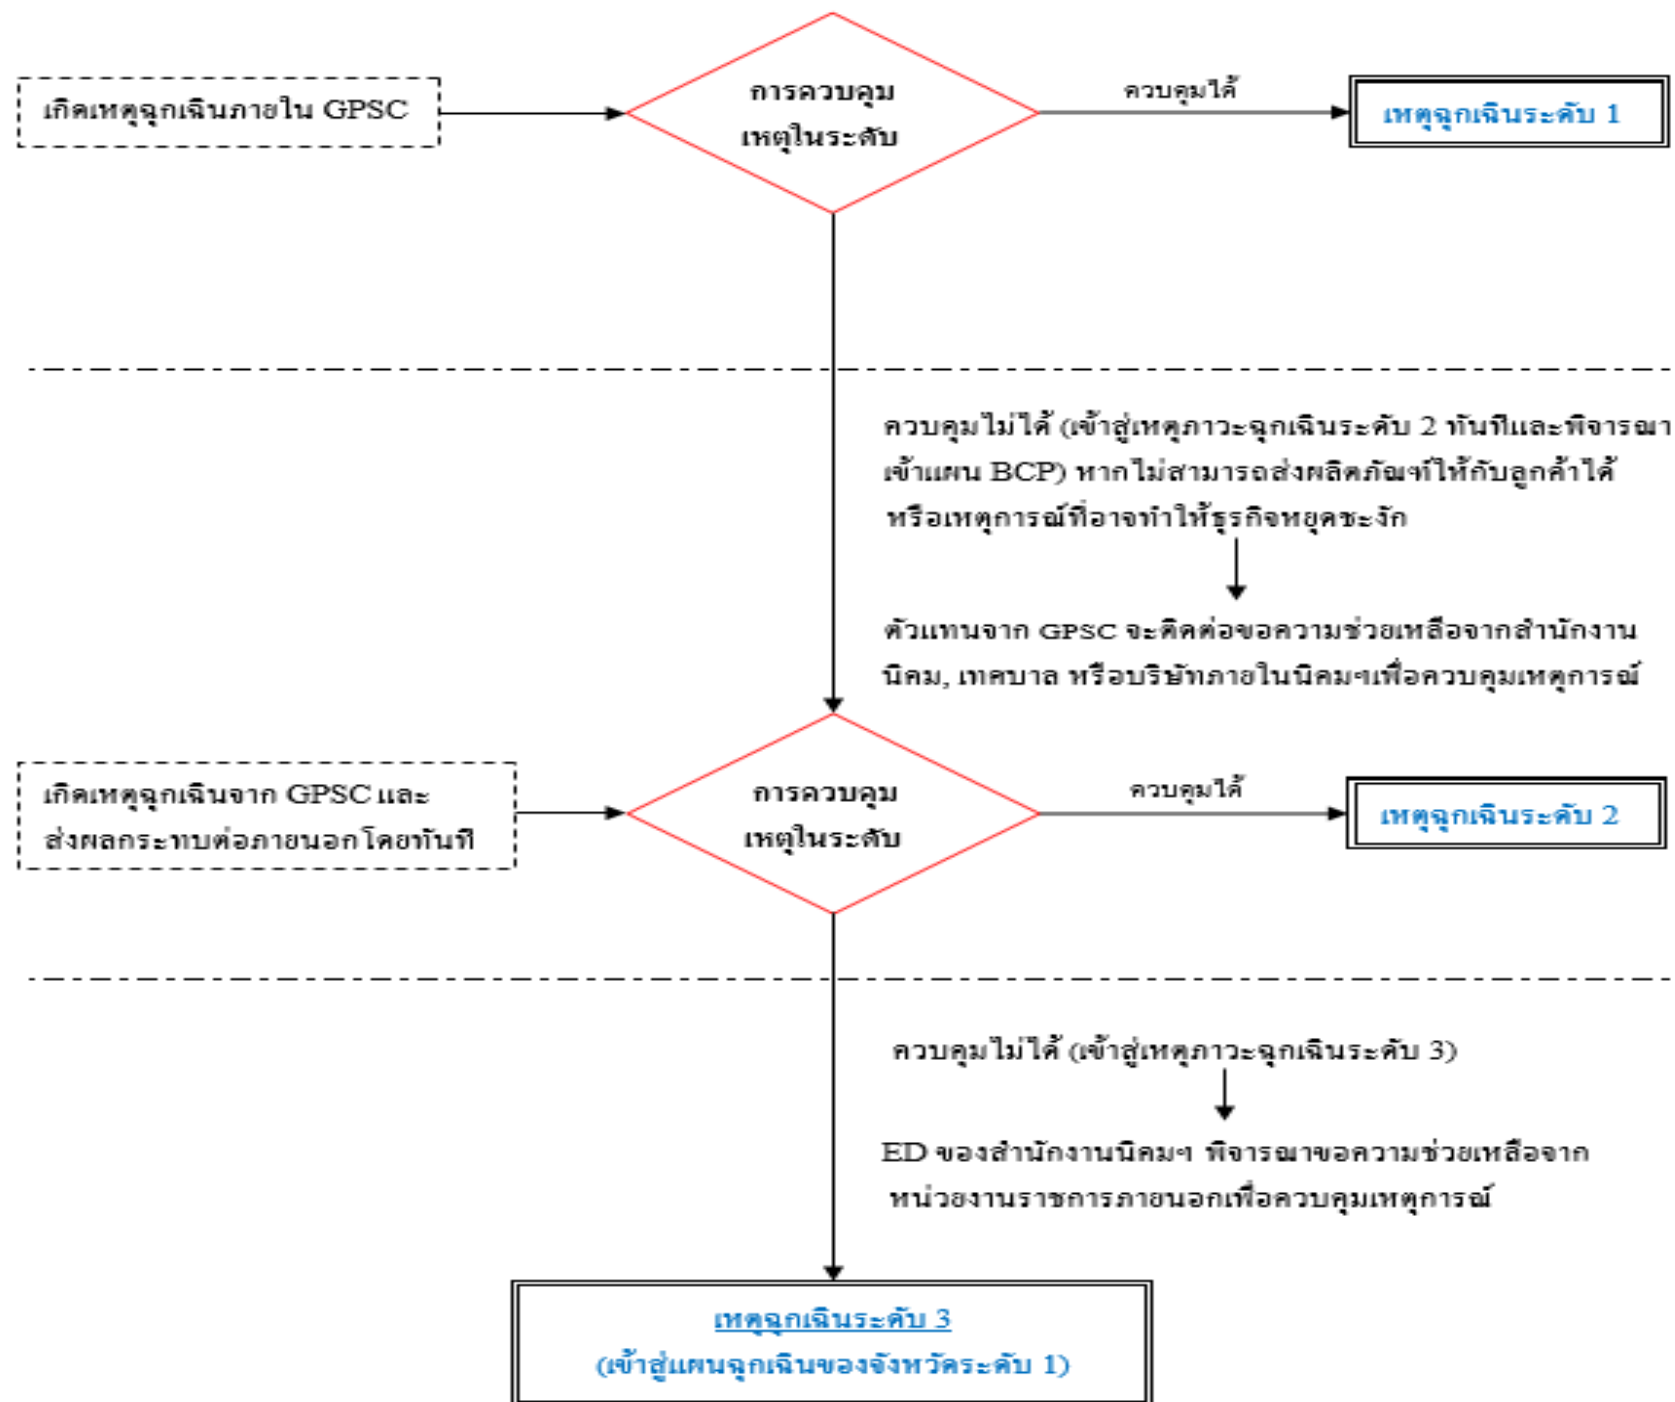 เกิดเหตุฉุกเฉินภายใน GPSC
การควบคุม
เหตุในระดับ
ควบคุมได้
เหตุฉุกเฉินระดับ 1
ควบคุมไม่ได้ (เข้าสู่เหตุภาวะฉุกเฉินระดับ 2 ทันทีและพิจารณา
เข้าแผน BCP) หากไม่สามารถส่งผลิตภัณฑ์ให้กับลูกค้าได้
หรือเหตุการณ์ที่อาจทำให้ธุรกิจหยุดชะงัก
ตัวแทนจาก GPSC จะติดต่อขอความช่วยเหลือจากสำนักงาน
นิคม, เทศบาล หรือบริษัทภายในนิคมฯเพื่อควบคุมเหตุการณ์
เกิดเหตุฉุกเฉินจาก GPSC และ
ส่งผลกระทบต่อภายนอกโดยทันที
การควบคุม
เหตุในระดับ
ควบคุมได้
เหตุฉุกเฉินระดับ 2
ควบคุมไม่ได้ (เข้าสู่เหตุภาวะฉุกเฉินระดับ 3)
ED ของสำนักงานนิคมฯ พิจารณาขอความช่วยเหลือจาก
หน่วยงานราชการภายนอกเพื่อควบคุมเหตุการณ์
เหตุฉุกเฉินระดับ 3
(เข้าสู่แผนฉุกเฉินของจังหวัดระดับ 1)